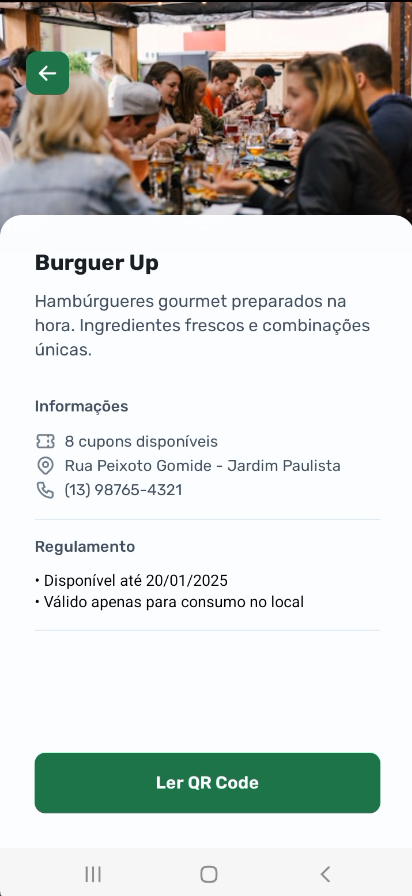 Burguer Up
Hambúrgueres gourmet preparados na
hora. Ingredientes frescos e combinações
únicas.
Informações
8 cupons disponíveis
Rua Peixoto Gomide - Jardim Paulista
(13) 98765-4321
Regulamento
• Disponível até 20/01/2025
• Válido apenas para consumo no local
Ler QR Code